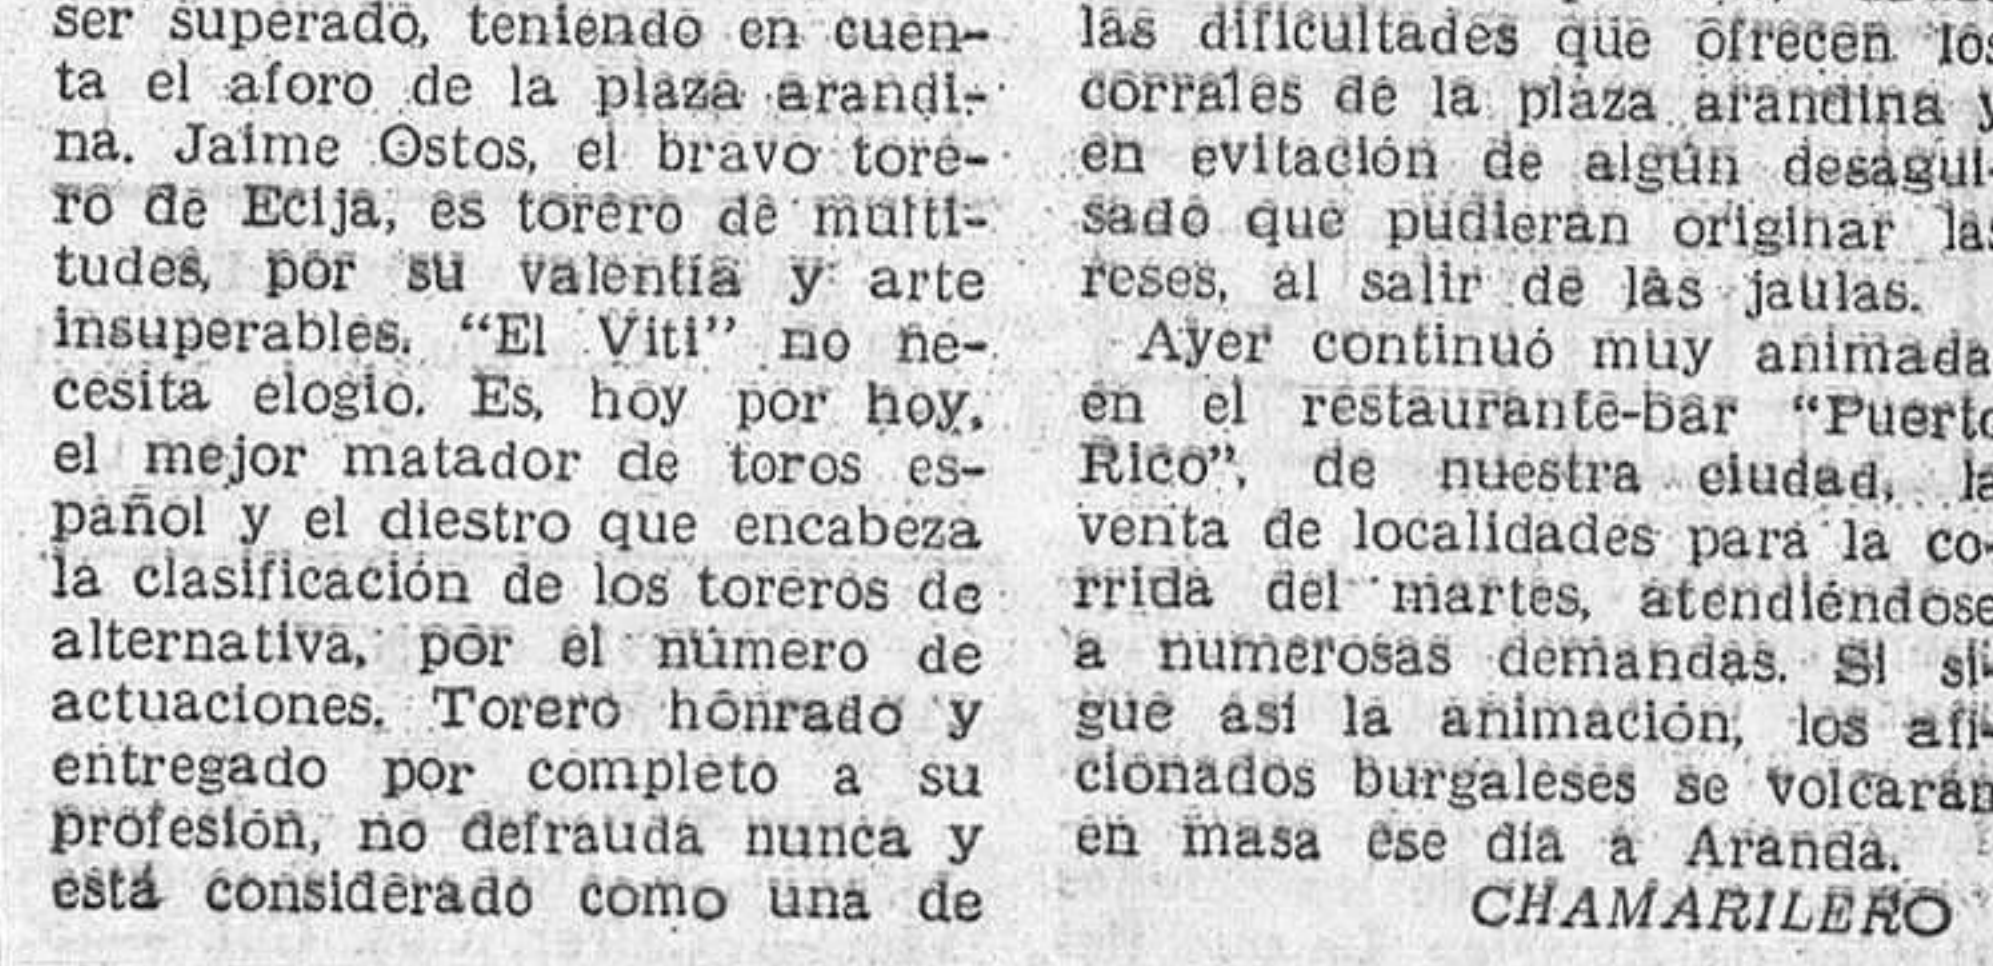 ser superado, teniendo en cuen-
ta el aforo de la plaza arandi-
na. Jaime Ostos, el bravo tore-
ro de Ecija, es torero de multi-
tudes, por su valentía y arte
insuperables. “El Viti” no ne-
cesita elogio. Es, hoy por hoy,
el mejor matador de toros es-
pañol y el diestro que encabeza
la clasificación de los toreros de
alternativa, por el número de
actuaciones. Torero honrado y
entregado por completo a su
profesión, no defrauda nunca y
está considerado como una de
las dificultades que ofrecen los
corrales de la plaza arandina y
en evitación de algún desagui-
sado que pudieran originar las
reses, al salir de las jaulas.
Ayer continuó muy animada
en el restaurante-bar “Puerto
Rico”, de nuestra ciudad, la
venta de localidades para la co-
rrida del martes, atendiéndose
a numerosas demandas. Si si-
gue así la animación, los afi-
cionados burgaleses se volcarán
en masa ese día a Aranda.
CHAMARILERO